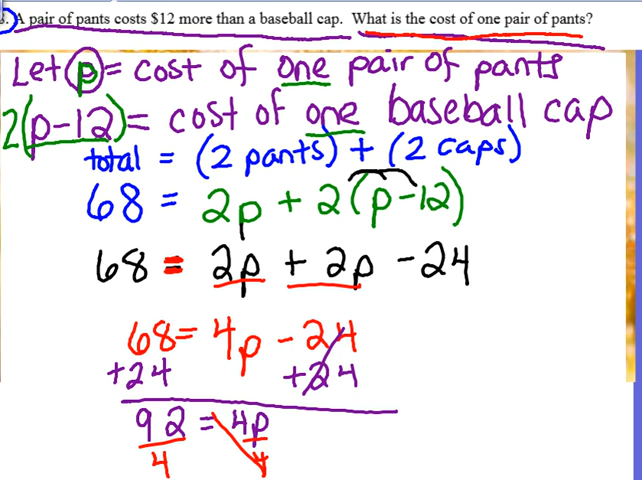 3. A pair of pants costs $12 more than a baseball cap. What is the cost of one pair of pants?
Let p = cost of one pair of pants
2(p-12) = cost of one baseball cap
total = (2 pants) + (2 caps)
68 = 2p + 2(p-12)
68 = 2p + 2p - 24
68 = 4p - 24
+24 +24
92 = 4p
4 4